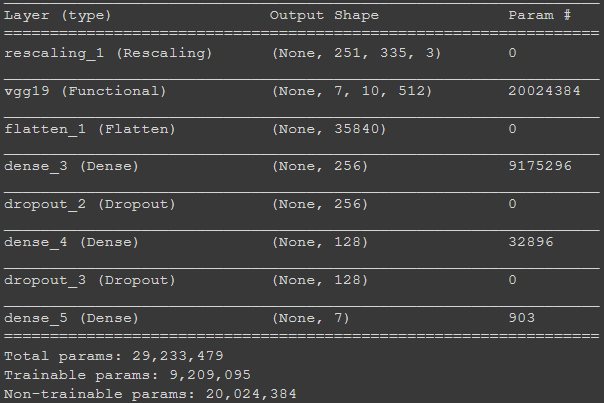 Layer (type) Output Shape Param #
=================================================================
rescaling_1 (Rescaling) (None, 251, 335, 3) 0
vgg19 (Functional) (None, 7, 10, 512) 20024384
flatten_1 (Flatten) (None, 35840) 0
dense_3 (Dense) (None, 256) 9175296
dropout_2 (Dropout) (None, 256) 0
dense_4 (Dense) (None, 128) 32896
dropout_3 (Dropout) (None, 128) 0
dense_5 (Dense) (None, 7) 903
=================================================================
Total params: 29,233,479
Trainable params: 9,209,095
Non-trainable params: 20,024,384